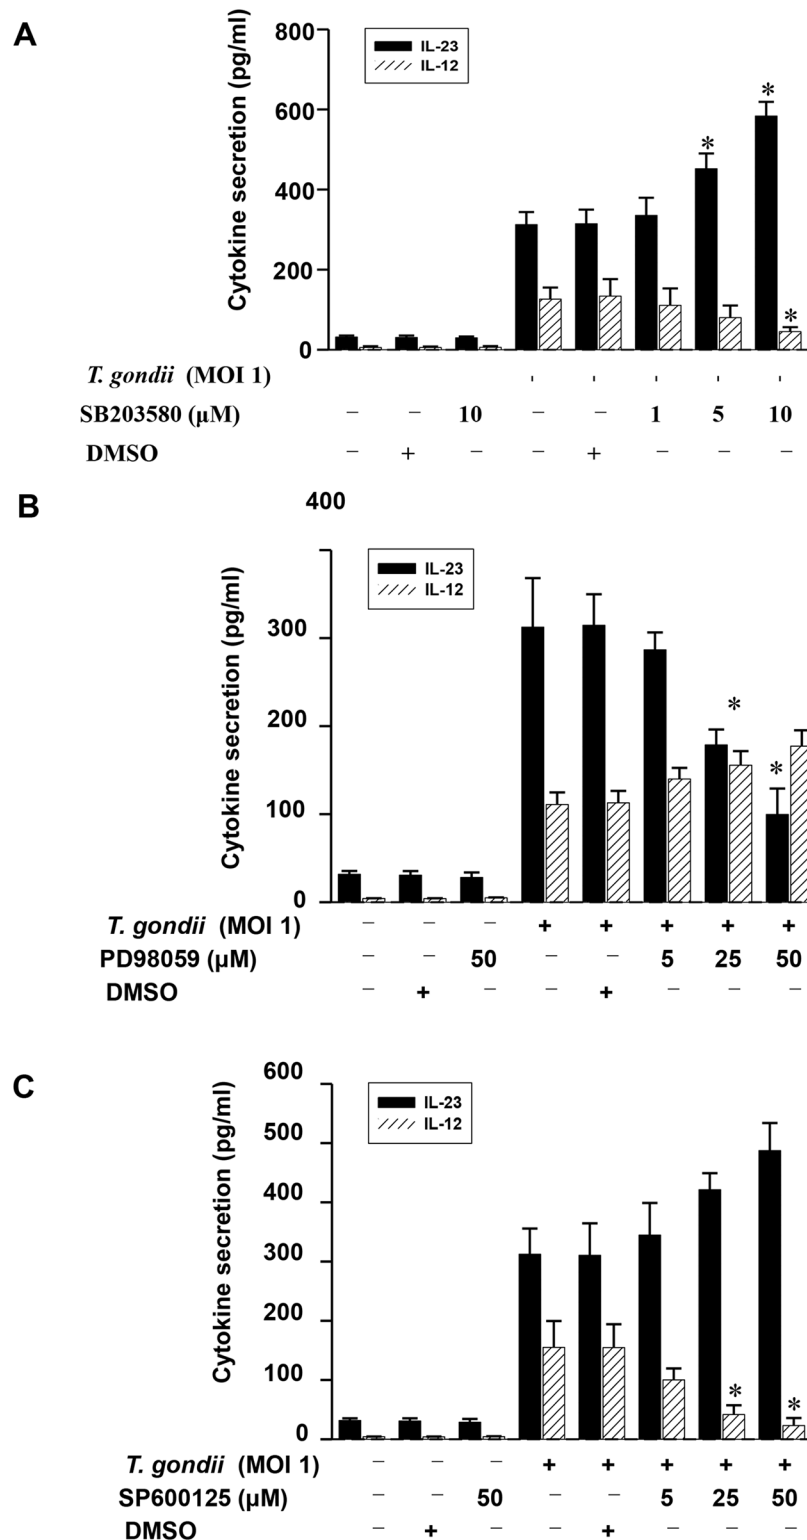 A
Cytokine secretion (pg/ml)
800
600
400
200
0
IL-23
IL-12
*
*
*
T. gondii (MOI 1) - - - - -
SB203580 (μM) – – 10 – – 1 5 10
DMSO – + – – + – – –
B
Cytokine secretion (pg/ml)
400
300
200
100
0
IL-23
IL-12
*
*
T. gondii (MOI 1) – – – + + + + +
PD98059 (μM) – – 50 – – 5 25 50
DMSO – + – – + – – –
C
Cytokine secretion (pg/ml)
600
500
400
300
200
100
0
IL-23
IL-12
*
*
T. gondii (MOI 1) – – – + + + + +
SP600125 (μM) – – 50 – – 5 25 50
DMSO – + – – + – – –